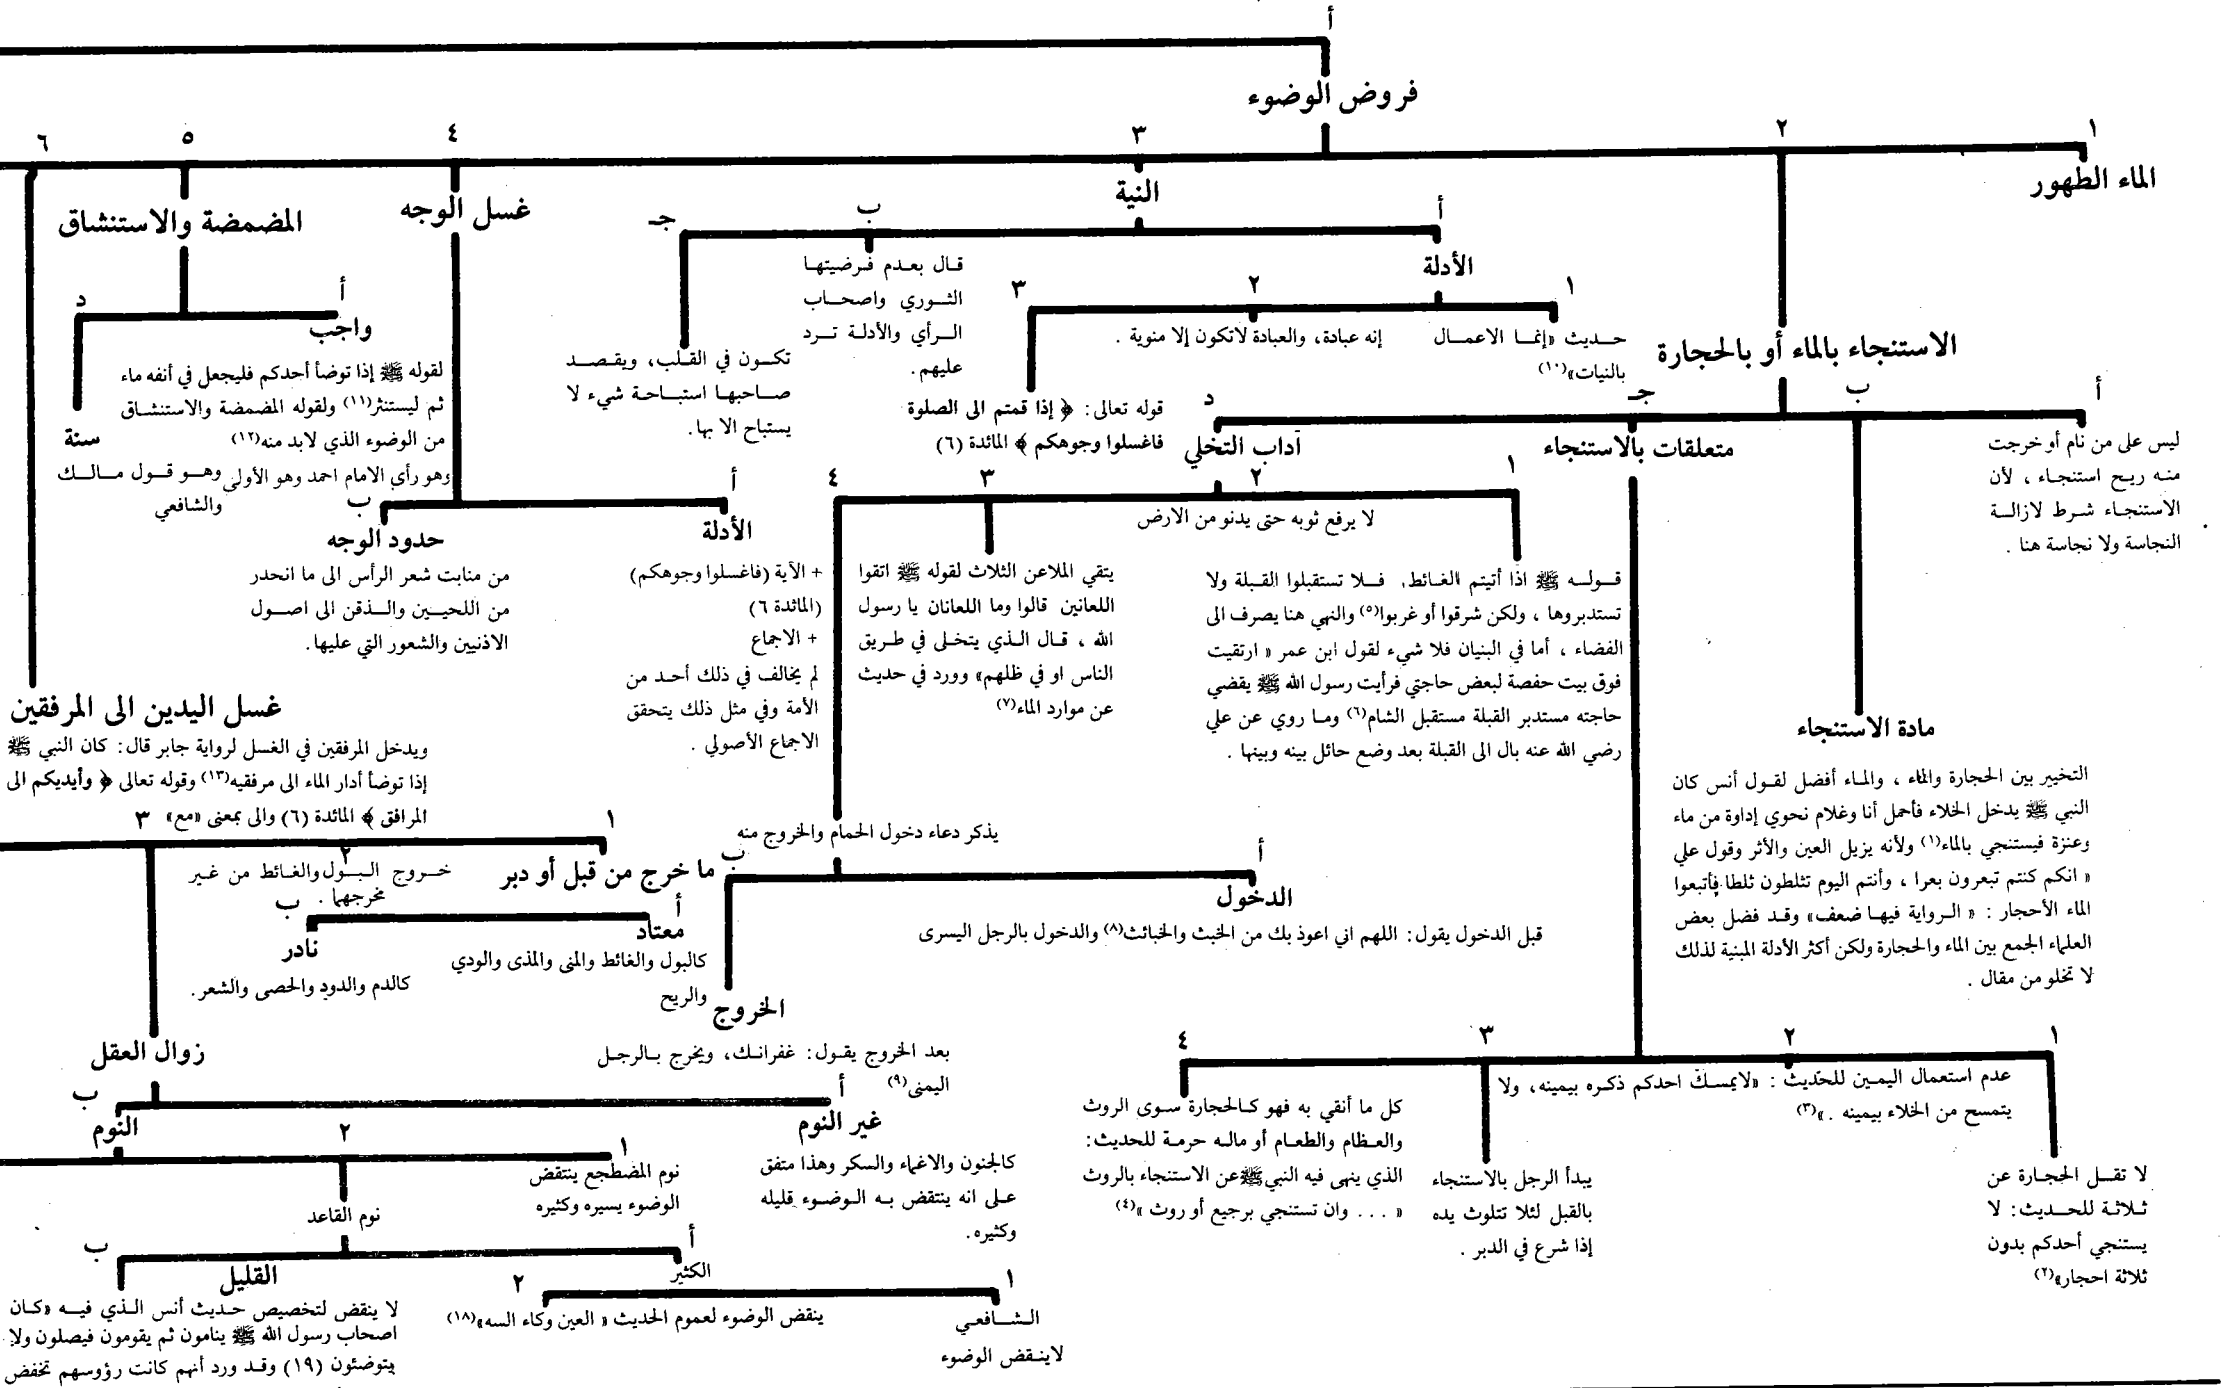 أ
فروض الوضوء
١
٢
٣
٤
٥
٦
الماء الطهور
الاستنجاء بالماء أو بالحجارة
أ
ب
جـ
د
ليس على من نام أو خرجت
منه ريح استنجاء ، لأن
الاستنجاء شرط لازالة
النجاسة ولا نجاسة هنا .
مادة الاستنجاء
التخيير بين الحجارة والماء ، والماء أفضل لقول أنس كان
النبي ﷺ يدخل الخلاء فأحمل أنا وغلام نحوي إداوة من ماء
وعنزة فيستنجي بالماء(١) ولأنه يزيل العين والأثر وقول علي
« انكم كنتم تبعرون بعرا ، وأنتم اليوم تثلطون ثلطا فأتبعوا
الماء الأحجار : « الرواية فيها ضعف» وقد فضل بعض
العلماء الجمع بين الماء والحجارة ولكن أكثر الأدلة المبنية لذلك
لا تخلو من مقال .
متعلقات بالاستنجاء
١
٢
٣
٤
لا تقل الحجارة عن
ثلاثة للحديث: لا
يستنجي أحدكم بدون
ثلاثة احجار»(٢)
عدم استعمال اليمين للحديث : «لايمسك احدكم ذكره بيمينه، ولا
يتمسح من الخلاء بيمينه .»(٣)
يبدأ الرجل بالاستنجاء
بالقبل لئلا تتلوث يده
إذا شرع في الدبر .
كل ما أنقي به فهو كالحجارة سوى الروث
والعظام والطعام أو ماله حرمة للحديث:
الذي ينهى فيه النبي ﷺ عن الاستنجاء بالروث
« . . . وان تستنجي برجيع أو روث »(٤)
آداب التخلي
١
٢
٣
٤
قوله ﷺ اذا أتيتم الغائط، فلا تستقبلوا القبلة ولا
تستدبروها ، ولكن شرقوا أو غربوا(٥) والنهي هنا يصرف الى
الفضاء ، أما في البنيان فلا شيء لقول ابن عمر « ارتقيت
فوق بيت حفصة لبعض حاجتي فرأيت رسول الله ﷺ يقضي
حاجته مستدبر القبلة مستقبل الشام(٦) وما روي عن علي
رضي الله عنه بال الى القبلة بعد وضع حائل بينه وبينها .
لا يرفع ثوبه حتى يدنو من الارض
يتقي الملاعن الثلاث لقوله ﷺ اتقوا
اللعانين قالوا وما اللعانان يا رسول
الله ، قال الذي يتخلى في طريق
الناس او في ظلهم» وورد في حديث
عن موارد الماء(٧)
يذكر دعاء دخول الحمام والخروج منه
أ
ب
الدخول
قبل الدخول يقول: اللهم اني اعوذ بك من الخبث والخبائث(٨) والدخول بالرجل اليسرى
الخروج
بعد الخروج يقول: غفرانك، ويخرج بالرجل
اليمنى(٩)
النية
أ
ب
جـ
الأدلة
١
٢
٣
حديث «إنما الاعمال
بالنيات»(١٠)
إنه عبادة، والعبادة لاتكون إلا منوية .
قوله تعالى: ﴿ إذا قمتم الى الصلوة
فاغسلوا وجوهكم ﴾ المائدة (٦)
قال بعدم فرضيتها
الثوري واصحاب
الرأي والأدلة ترد
عليهم.
تكون في القلب، ويقصد
صاحبها استباحة شيء لا
يستباح الا بها.
غسل الوجه
أ
ب
الأدلة
+ الآية (فاغسلوا وجوهكم)
(المائدة ٦)
+ الاجماع
لم يخالف في ذلك أحد من
الأمة وفي مثل ذلك يتحقق
الاجماع الأصولي .
حدود الوجه
من منابت شعر الرأس الى ما انحدر
من اللحيين والذقن الى اصول
الاذنيين والشعور التي عليها.
المضمضة والاستنشاق
أ
د
واجب
لقوله ﷺ إذا توضأ أحدكم فليجعل في أنفه ماء
ثم ليستنثر(١١) ولقوله المضمضة والاستنشاق
من الوضوء الذي لابد منه(١٢)
وهو رأي الامام احمد وهو الأولى
سنة
وهو قول مالك
والشافعي
غسل اليدين الى المرفقين
ويدخل المرفقين في الغسل لرواية جابر قال: كان النبي ﷺ
إذا توضأ أدار الماء الى مرفقيه(١٣) وقوله تعالى ﴿ وأيديكم الى
المرافق ﴾ المائدة (٦) والى بمعنى «مع»
١
٢
٣
ما خرج من قبل أو دبر
خروج البول والغائط من غير
مخرجهما .
أ
ب
معتاد
كالبول والغائط والمنى والمذى والودي
والريح
نادر
كالدم والدود والحصى والشعر.
زوال العقل
أ
ب
غير النوم
كالجنون والاغماء والسكر وهذا متفق
على انه ينتقض به الوضوء قليله
وكثيره.
النوم
١
٢
نوم المضطجع ينتقض
الوضوء يسيره وكثيره
نوم القاعد
أ
ب
الكثير
١
٢
الشافعي
لاينقض الوضوء
ينقض الوضوء لعموم الحديث « العين وكاء السه»(١٨)
القليل
لا ينقض لتخصيص حديث أنس الذي فيه «كان
اصحاب رسول الله ﷺ ينامون ثم يقومون فيصلون ولا
يتوضئون (١٩) وقد ورد أنهم كانت رؤوسهم تخفض